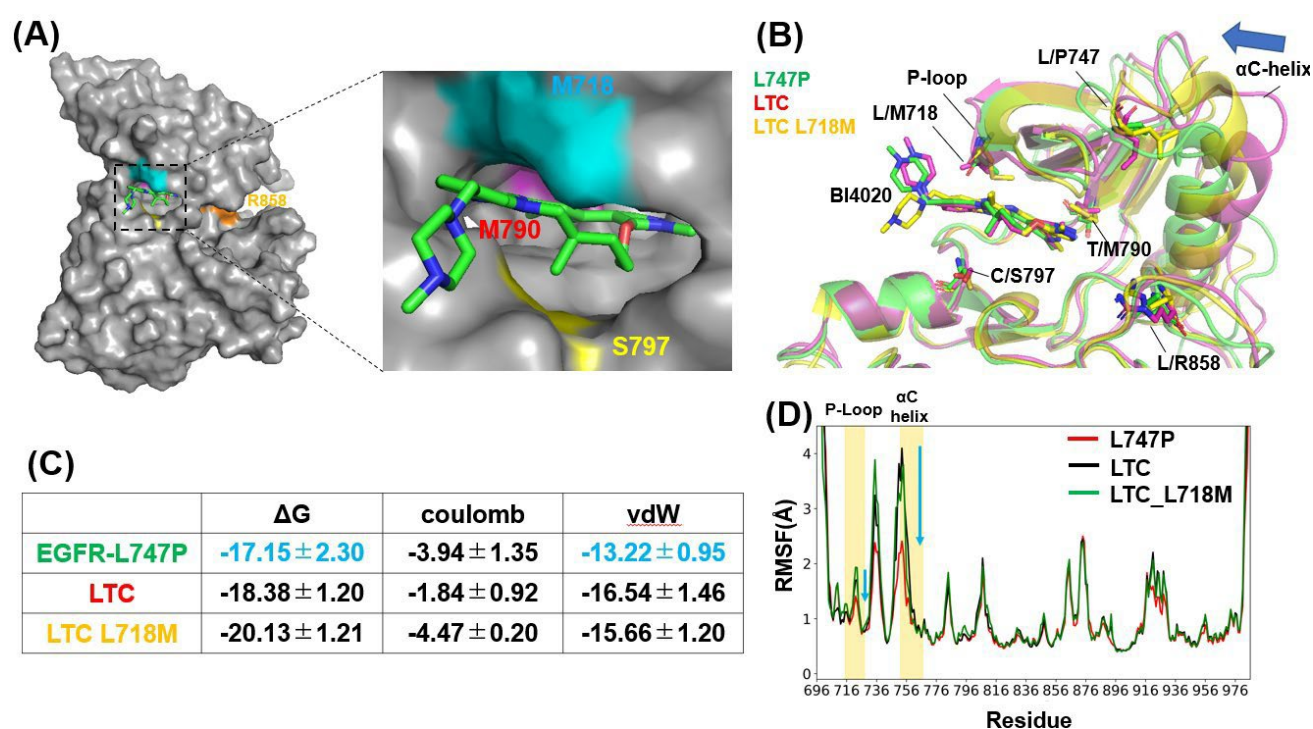 (A)
M718
R858
M790
S797
(B)
L747P
LTC
LTC L718M
P-loop
L/M718
L/P747
αC-helix
BI4020
T/M790
C/S797
L/R858
(C)
ΔG coulomb vdW
EGFR-L747P -17.15±2.30 -3.94±1.35 -13.22±0.95
LTC -18.38±1.20 -1.84±0.92 -16.54±1.46
LTC L718M -20.13±1.21 -4.47±0.20 -15.66±1.20
(D)
P-Loop
αC
helix
L747P
LTC
LTC_L718M
RMSF(Å)
4
3
2
1
0
696 716 736 756 776 796 816 836 856 876 896 916 936 956 976
Residue